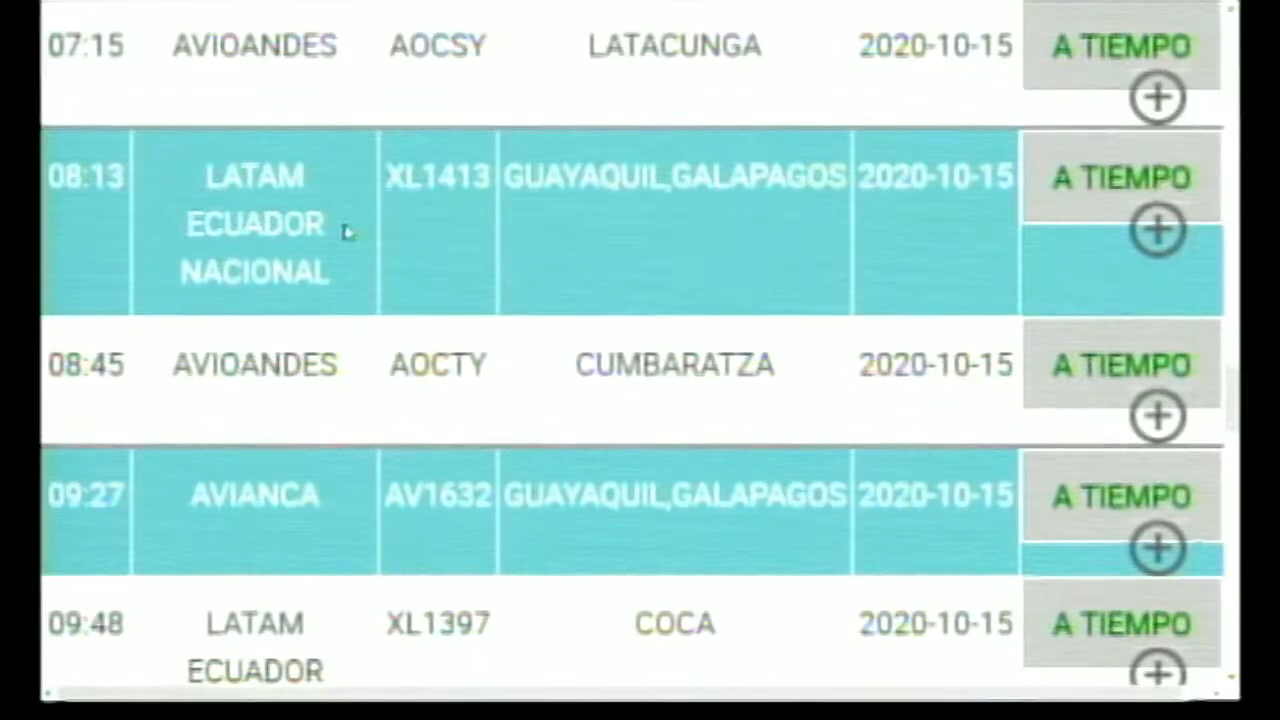 07:15 AVIOANDES AOCSY LATACUNGA 2020-10-15 A TIEMPO
08:13 LATAM XL1413 GUAYAQUIL,GALAPAGOS 2020-10-15 A TIEMPO
ECUADOR
NACIONAL
08:45 AVIOANDES AOCTY CUMBARATZA 2020-10-15 A TIEMPO
09:27 AVIANCA AV1632 GUAYAQUIL,GALAPAGOS 2020-10-15 A TIEMPO
09:48 LATAM XL1397 COCA 2020-10-15 A TIEMPO
ECUADOR